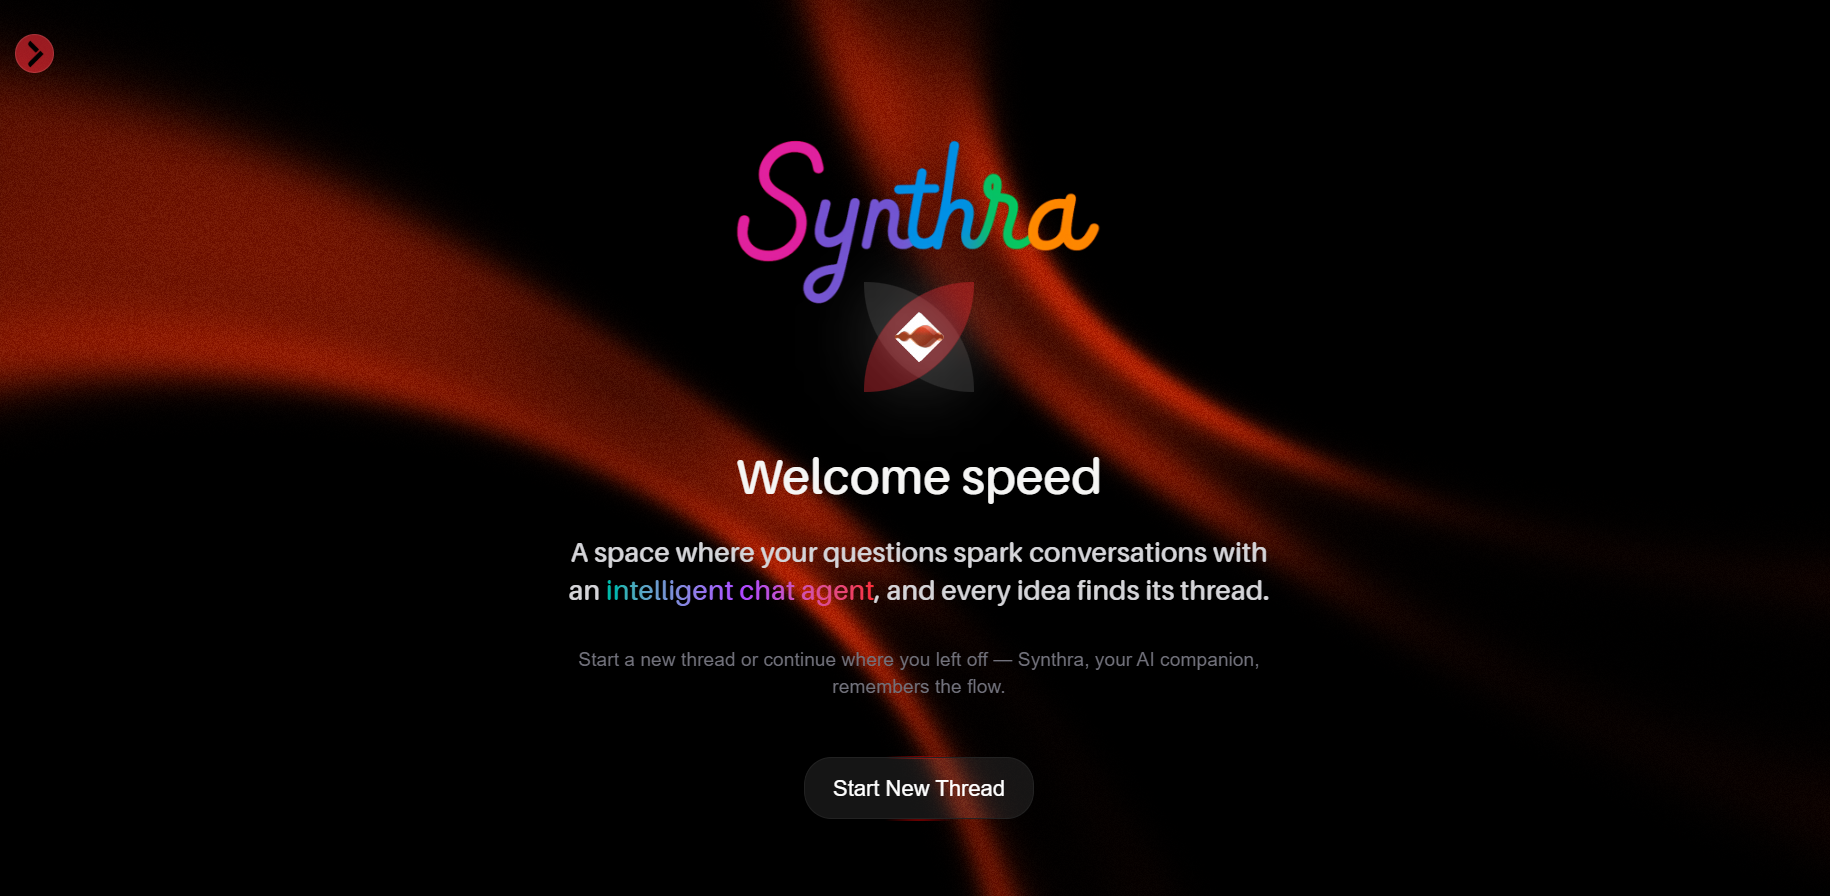 Synthra
Welcome speed
A space where your questions spark conversations with
an intelligent chat agent, and every idea finds its thread.
Start a new thread or continue where you left off — Synthra, your AI companion,
remembers the flow.
Start New Thread